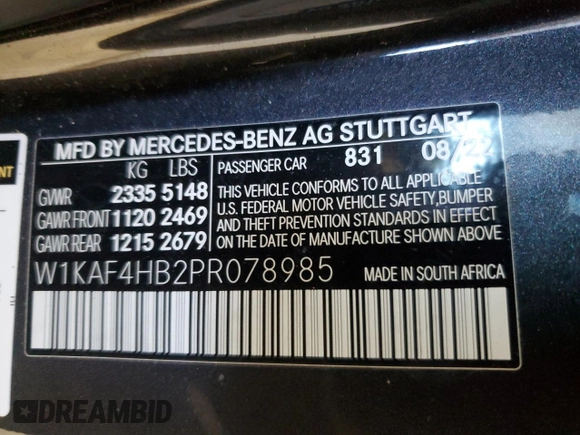 MFD BY MERCEDES-BENZ AG STUTTGART
KG LBS
PASSENGER CAR 831 08/22
GVWR 2335 5148
GAWR FRONT 1120 2469
GAWR REAR 1215 2679
THIS VEHICLE CONFORMS TO ALL APPLICABLE
U.S. FEDERAL MOTOR VEHICLE SAFETY,BUMPER
AND THEFT PREVENTION STANDARDS IN EFFECT
ON THE DATE OF MANUFACTURE SHOWN ABOVE.
W1KAF4HB2PR078985
MADE IN SOUTH AFRICA
DREAMBID